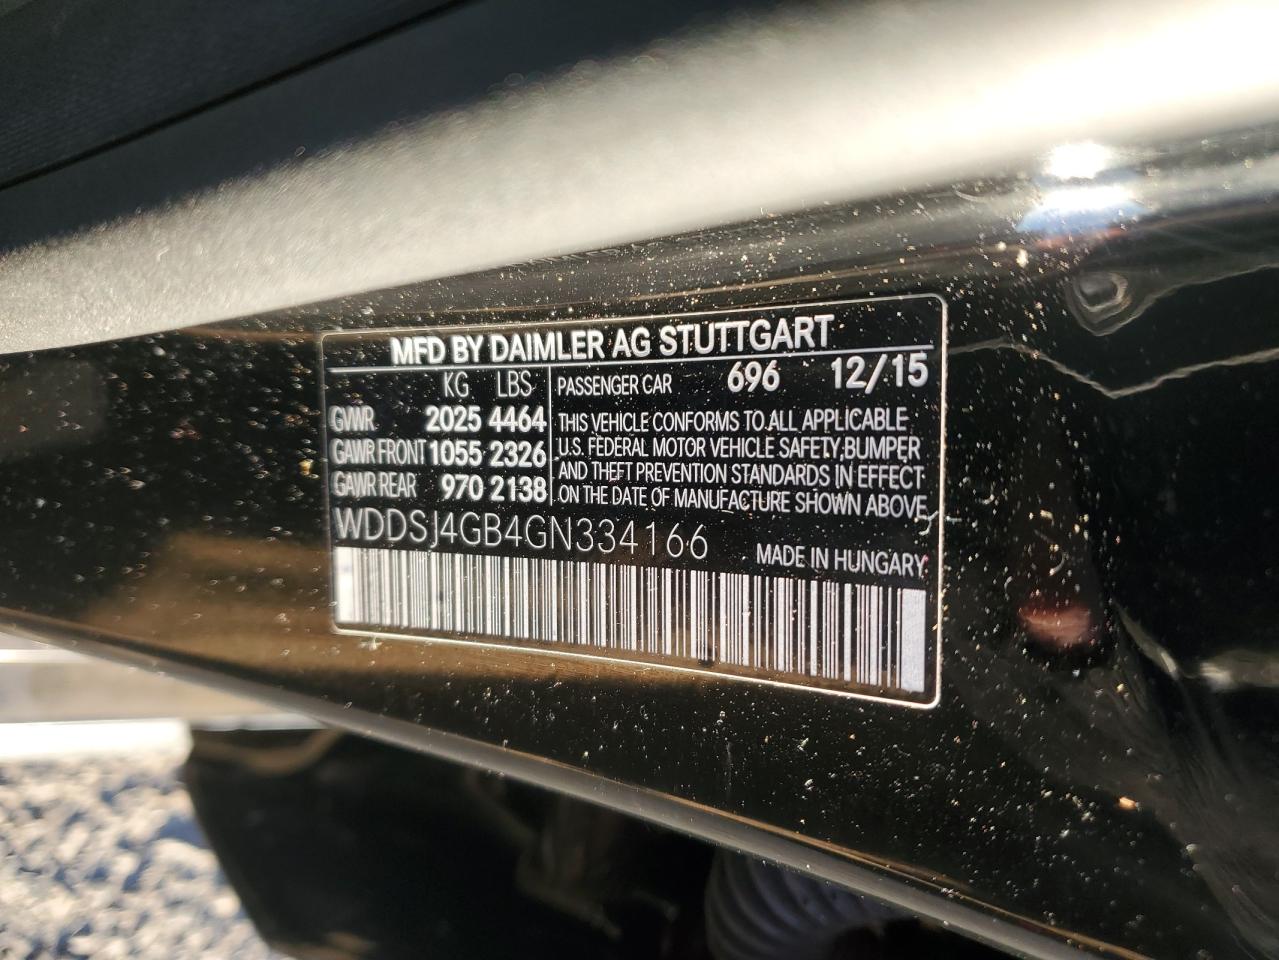 MFD BY DAIMLER AG STUTTGART
KG LBS
GVWR 2025 4464
GAWR FRONT 1055 2326
GAWR REAR 970 2138
PASSENGER CAR 696 12/15
THIS VEHICLE CONFORMS TO ALL APPLICABLE
U.S. FEDERAL MOTOR VEHICLE SAFETY, BUMPER
AND THEFT PREVENTION STANDARDS IN EFFECT
ON THE DATE OF MANUFACTURE SHOWN ABOVE.
WDDSJ4GB4GN334166
MADE IN HUNGARY